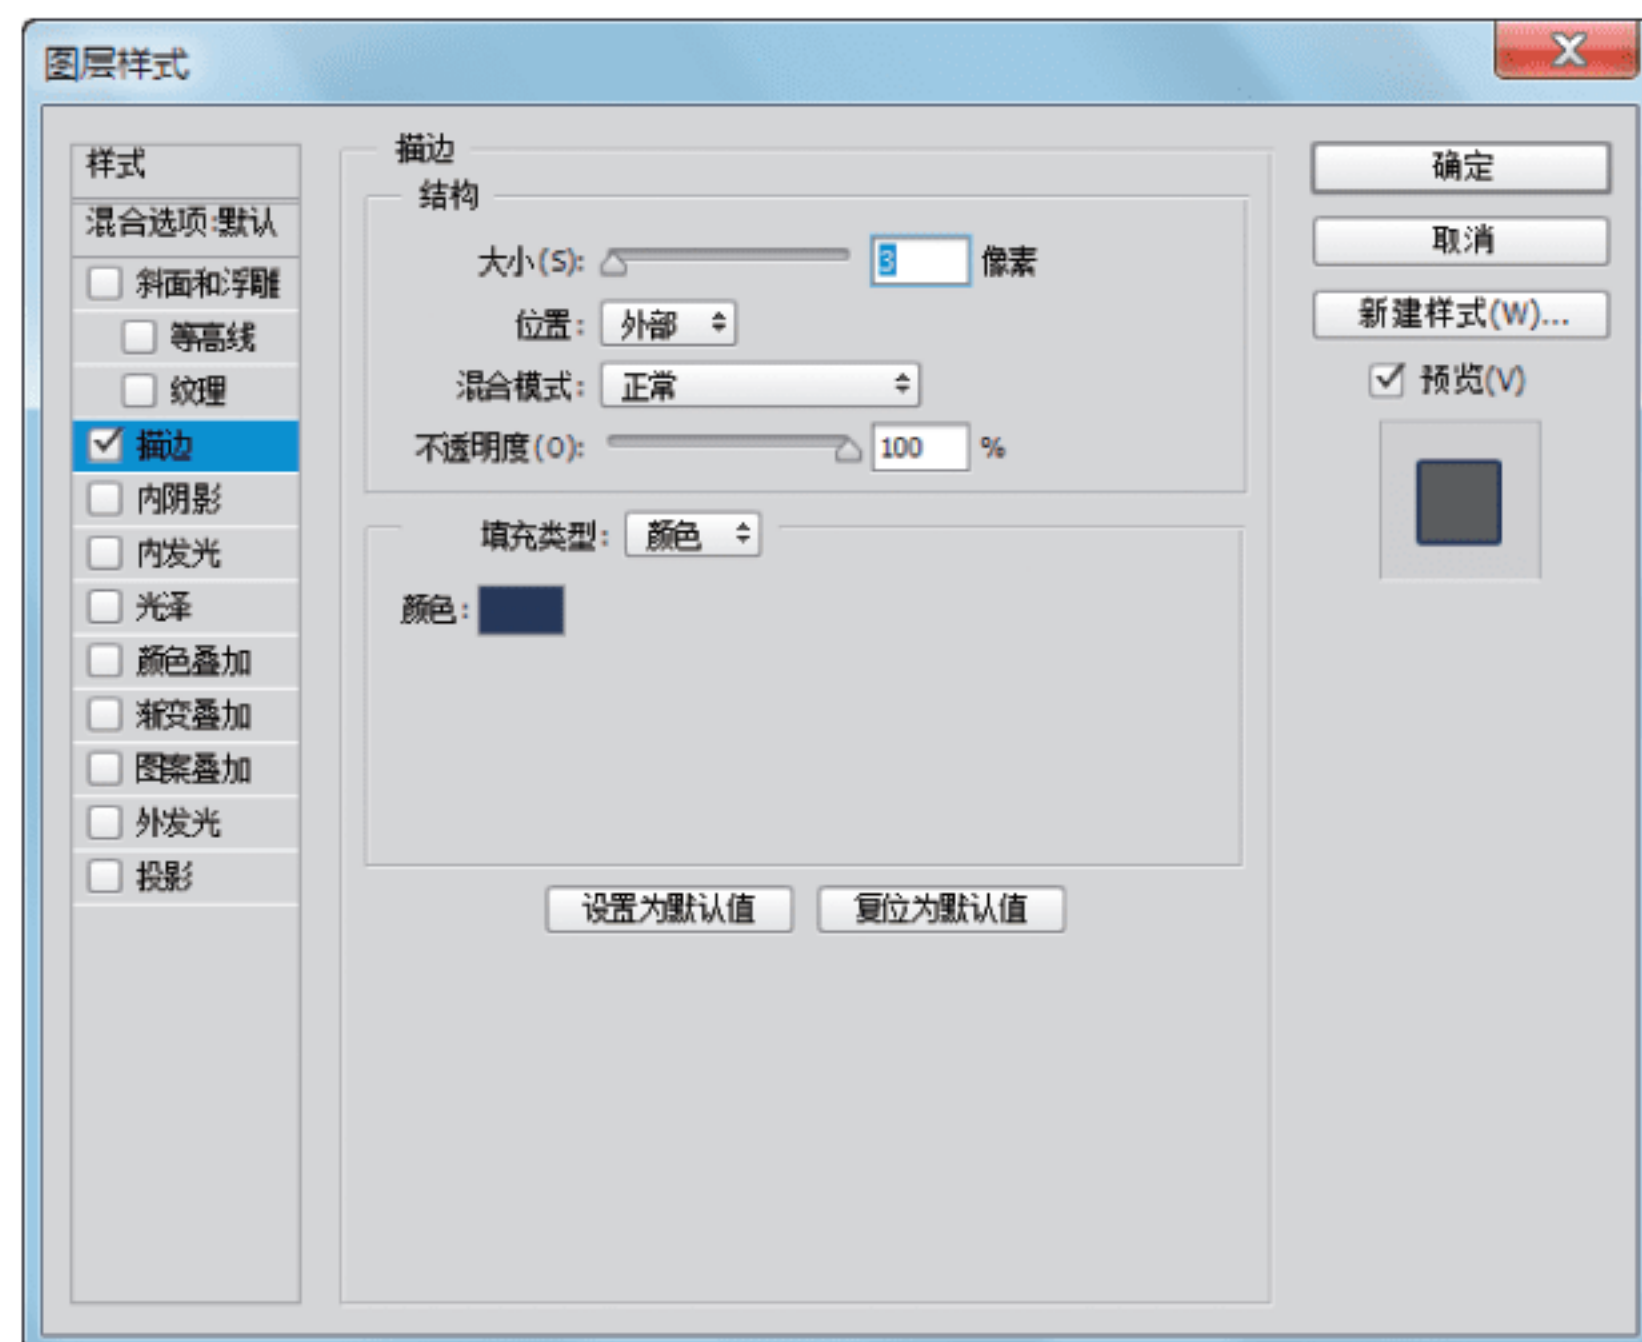 图层样式
样式
混合选项:默认
斜面和浮雕
等高线
纹理
描边
内阴影
内发光
光泽
颜色叠加
渐变叠加
图案叠加
外发光
投影
描边
结构
大小(S): 3 像素
位置: 外部
混合模式: 正常
不透明度(O): 100 %
填充类型: 颜色
颜色:
设置为默认值 复位为默认值
确定
取消
新建样式(W)...
预览(V)